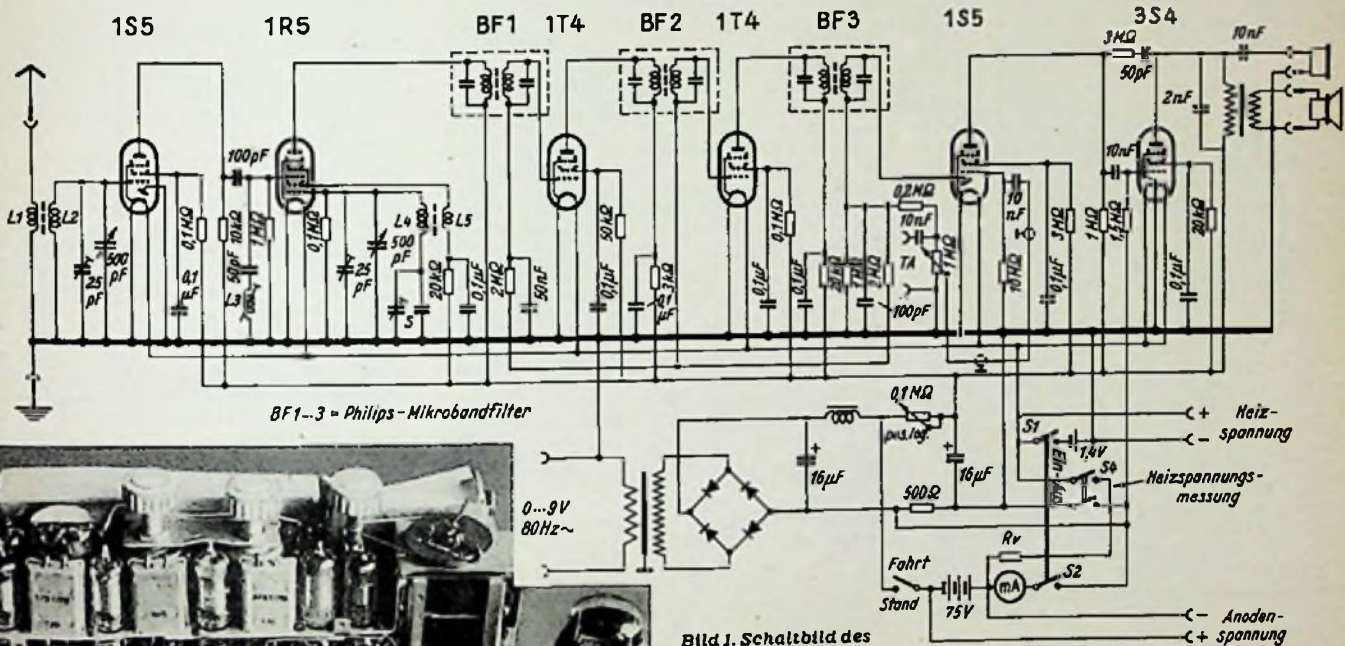 1S5
1R5
BF1
1T4
BF2
1T4
BF3
1S5
3S4
3MΩ
50pF
10nF
2nF
100pF
0,2MΩ
10nF
10
nF
10nF
L1
L2
L4
L5
500
pF
25
pF
500
pF
0,1
µF
0,1MΩ
10kΩ
50pF
L3
1MΩ
0,1MΩ
25
pF
S
20kΩ
0,1µF
2MΩ
50nF
0,1µF
50kΩ
0,1
µF
3kΩ
0,1µF
0,1MΩ
0,1µF
1MΩ
2MΩ
100pF
TA
1MΩ
10MΩ
0,1µF
3MΩ
1MΩ
1,5MΩ
0,1µF
20kΩ
BF1...3 = Philips-Mikrobandfilter
0...9V
80Hz~
16µF
0,1MΩ
pos.log.
16µF
500Ω
S1
Ein-Aus
1,4V
S4
+ Heiz-
- spannung
Heizspannungs-
messung
Rv
Fahrt
Stand
75V
mA
S2
- Anoden-
+ spannung
Bild 1. Schaltbild des